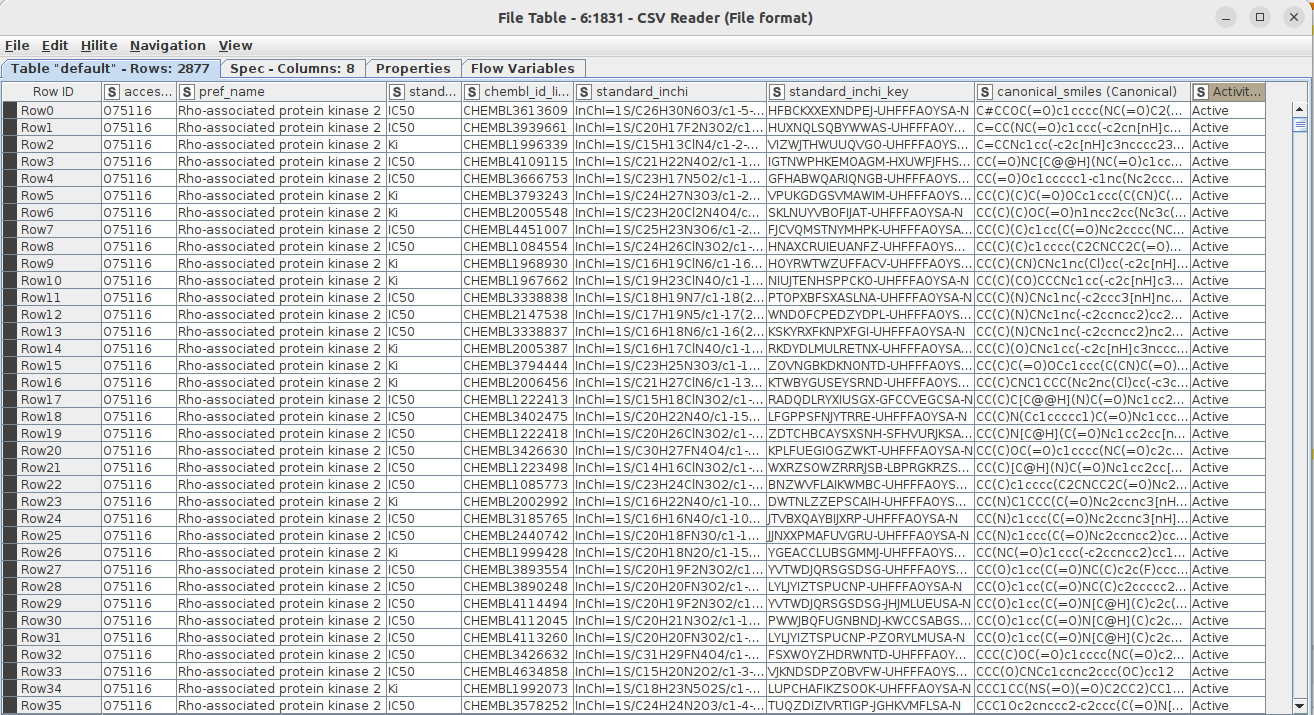 File Table - 6:1831 - CSV Reader (File format)
File Edit Hilite Navigation View
Table "default" - Rows: 2877 Spec - Columns: 8 Properties Flow Variables
Row ID S acces... S pref_name S stand... S chembl_id_li... S standard_inchi S standard_inchi_key S canonical_smiles (Canonical) S Activit...
Row0 O75116 Rho-associated protein kinase 2 IC50 CHEMBL3613609 InChI=1S/C26H30N6O3/c1-5-... HFBCKXXEXNDPEJ-UHFFFAOYSA-N C#CCOC(=O)c1cccc(NC(=O)C2(... Active
Row1 O75116 Rho-associated protein kinase 2 IC50 CHEMBL3939661 InChI=1S/C20H17F2N3O2/c1... HUXNQLSQBYWWAS-UHFFFAOY... C=CC(NC(=O)c1ccc(-c2cn[nH]c... Active
Row2 O75116 Rho-associated protein kinase 2 Ki CHEMBL1996339 InChI=1S/C15H13ClN4/c1-2-... VIZWJTHWUUQVGO-UHFFFAOYS... C=CCNc1cc(-c2c[nH]c3ncccc23... Active
Row3 O75116 Rho-associated protein kinase 2 IC50 CHEMBL4109115 InChI=1S/C21H22N4O2/c1-1... IGTNWPHKEMOAGM-HXUWFJFHS... CC(=O)NC[C@@H](NC(=O)c1cc... Active
Row4 O75116 Rho-associated protein kinase 2 IC50 CHEMBL3666753 InChI=1S/C23H17N5O2/c1-1... GFHABWQARIQNGB-UHFFFAOYS... CC(=O)Oc1ccccc1-c1nc(Nc2ccc... Active
Row5 O75116 Rho-associated protein kinase 2 Ki CHEMBL3793243 InChI=1S/C24H27N3O3/c1-2... VPUKGDGSVMAWIM-UHFFFAOYS... CC(C)(C)C(=O)OCc1ccc(C(CN)C(... Active
Row6 O75116 Rho-associated protein kinase 2 Ki CHEMBL2005548 InChI=1S/C23H20Cl2N4O4/c... SKLNUYVBOFIJAT-UHFFFAOYSA-N CC(C)(C)OC(=O)n1ncc2cc(Nc3c(... Active
Row7 O75116 Rho-associated protein kinase 2 IC50 CHEMBL4451007 InChI=1S/C25H23N3O6/c1-2... FJCVQMSTNYMHPK-UHFFFAOYSA... CC(C)(C)c1cc(C(=O)Nc2cccc(NC... Active
Row8 O75116 Rho-associated protein kinase 2 IC50 CHEMBL1084554 InChI=1S/C24H26ClN3O2/c1... HNAXCRUIEUANFZ-UHFFFAOYSA... CC(C)(C)c1cccc(C2CNCC2C(=O)... Active
Row9 O75116 Rho-associated protein kinase 2 Ki CHEMBL1968930 InChI=1S/C16H19ClN6/c1-16... HOYRWTWZUFFACV-UHFFFAOYS... CC(C)(CN)CNc1nc(Cl)cc(-c2c[nH]... Active
Row10 O75116 Rho-associated protein kinase 2 Ki CHEMBL1967662 InChI=1S/C19H23ClN4O/c1-1... NIUJTENHSPPCKO-UHFFFAOYSA... CC(C)(CO)CCCNc1cc(-c2c[nH]c3... Active
Row11 O75116 Rho-associated protein kinase 2 IC50 CHEMBL3338838 InChI=1S/C18H19N7/c1-18(2... PTOPXBFSXASLNA-UHFFFAOYSA-N CC(C)(N)CNc1nc(-c2ccc3[nH]nc... Active
Row12 O75116 Rho-associated protein kinase 2 IC50 CHEMBL2147538 InChI=1S/C17H19N5/c1-17(2... WNDOFCPEDZYDPL-UHFFFAOYS... CC(C)(N)CNc1nc(-c2ccncc2)cc2... Active
Row13 O75116 Rho-associated protein kinase 2 IC50 CHEMBL3338837 InChI=1S/C16H18N6/c1-16(2... KSKYRXFKNPXFGI-UHFFFAOYSA-N CC(C)(N)CNc1nc(-c2ccncc2)nc2... Active
Row14 O75116 Rho-associated protein kinase 2 Ki CHEMBL2005387 InChI=1S/C16H17ClN4O/c1-1... RKDYDLMULRETNX-UHFFFAOYSA... CC(C)(O)CNc1cc(-c2c[nH]c3nccc... Active
Row15 O75116 Rho-associated protein kinase 2 Ki CHEMBL3794444 InChI=1S/C23H25N3O3/c1-... ZOVNGBKDKNONTD-UHFFFAOYS... CC(C)C(=O)OCc1ccc(C(CN)C(=O)... Active
Row16 O75116 Rho-associated protein kinase 2 Ki CHEMBL2006456 InChI=1S/C21H27ClN6/c1-13... KTWBYGUSEYSRND-UHFFFAOYSA... CC(C)CNC1CCC(Nc2nc(Cl)cc(-c3c... Active
Row17 O75116 Rho-associated protein kinase 2 IC50 CHEMBL1222413 InChI=1S/C15H18ClN3O2/c1-... RADQDLRYXIUSGX-GFCCVEGCSA-N CC(C)C[C@@H](N)C(=O)Nc1cc2... Active
Row18 O75116 Rho-associated protein kinase 2 IC50 CHEMBL3402475 InChI=1S/C20H22N4O/c1-15... LFGPPSFNJYTRRE-UHFFFAOYSA-N CC(C)N(Cc1ccccc1)C(=O)Nc1ccc... Active
Row19 O75116 Rho-associated protein kinase 2 IC50 CHEMBL1222418 InChI=1S/C20H26ClN3O2/c1-... ZDTCHBCAYSXSNH-SFHVURJKSA... CC(C)N[C@H](C(=O)Nc1cc2cc[n... Active
Row20 O75116 Rho-associated protein kinase 2 IC50 CHEMBL3426630 InChI=1S/C30H27FN4O4/c1-... KPLFUEGIOGZWKT-UHFFFAOYSA... CC(C)OC(=O)c1cccc(NC(=O)c2c... Active
Row21 O75116 Rho-associated protein kinase 2 IC50 CHEMBL1223498 InChI=1S/C14H16ClN3O2/c1-... WXRZSOWZRRRJSB-LBPRGKRZS... CC(C)[C@H](N)C(=O)Nc1cc2cc[... Active
Row22 O75116 Rho-associated protein kinase 2 IC50 CHEMBL1085773 InChI=1S/C23H24ClN3O2/c1-... BNZWVFLAIKWMBC-UHFFFAOYS... CC(C)c1cccc(C2CNCC2C(=O)Nc2... Active
Row23 O75116 Rho-associated protein kinase 2 Ki CHEMBL2002992 InChI=1S/C16H22N4O/c1-10... DWTNLZZEPSCAIH-UHFFFAOYS... CC(N)C1CCC(C(=O)Nc2ccnc3[nH... Active
Row24 O75116 Rho-associated protein kinase 2 IC50 CHEMBL3185765 InChI=1S/C16H16N4O/c1-10... JTVBXQAYBIJXRP-UHFFFAOYSA-N CC(N)c1ccc(C(=O)Nc2ccnc3[nH]... Active
Row25 O75116 Rho-associated protein kinase 2 IC50 CHEMBL2440742 InChI=1S/C20H18FN3O/c1-1... JJNXXPMAFUVGRU-UHFFFAOYSA... CC(N)c1ccc(C(=O)Nc2ccncc2)cc... Active
Row26 O75116 Rho-associated protein kinase 2 Ki CHEMBL1999428 InChI=1S/C18H20N2O/c1-15... YGEACCLUBSGMMJ-UHFFFAOYS... CC(NC(=O)c1ccc(-c2ccncc2)cc1... Active
Row27 O75116 Rho-associated protein kinase 2 IC50 CHEMBL3893554 InChI=1S/C20H19F2N3O2/c1... YVTWDJQRSGSDSG-UHFFFAOYSA... CC(O)c1cc(C(=O)NC(C)c2c(F)ccc... Active
Row28 O75116 Rho-associated protein kinase 2 IC50 CHEMBL3890248 InChI=1S/C20H20FN3O2/c1-... LYLJYIZTSPUCNP-UHFFFAOYSA-N CC(O)c1cc(C(=O)NC(C)c2ccccc2... Active
Row29 O75116 Rho-associated protein kinase 2 IC50 CHEMBL4114494 InChI=1S/C20H19F2N3O2/c1... YVTWDJQRSGSDSG-JHJMLUEUSA-N CC(O)c1cc(C(=O)N[C@H](C)c2c(... Active
Row30 O75116 Rho-associated protein kinase 2 IC50 CHEMBL4112045 InChI=1S/C20H21N3O2/c1-1... PWWJBQFUGNBNDJ-KWCCSABGS... CC(O)c1cc(C(=O)N[C@H](C)c2c... Active
Row31 O75116 Rho-associated protein kinase 2 IC50 CHEMBL4113260 InChI=1S/C20H20FN3O2/c1-... LYLJYIZTSPUCNP-PZORYLMUSA-N CC(O)c1cc(C(=O)N[C@H](C)c2c... Active
Row32 O75116 Rho-associated protein kinase 2 IC50 CHEMBL3426632 InChI=1S/C31H29FN4O4/c1-... FSXWOYZHDRWNTD-UHFFFAOY... CCC(C)OC(=O)c1cccc(NC(=O)c2... Active
Row33 O75116 Rho-associated protein kinase 2 IC50 CHEMBL4634858 InChI=1S/C15H20N2O2/c1-3-... VJKNDSDPZOBVFW-UHFFFAOYS... CCC(O)CNCc1ccnc2ccc(OC)cc12 Active
Row34 O75116 Rho-associated protein kinase 2 Ki CHEMBL1992073 InChI=1S/C18H23N5O2S/c1-... LUPCHAFIKZSOOK-UHFFFAOYSA... CCC1CC(NS(=O)(=O)C2CC2)CC1... Active
Row35 O75116 Rho-associated protein kinase 2 IC50 CHEMBL3578252 InChI=1S/C24H24N2O3/c1-4-... TUQZDIZIVRTIGP-JGHKVMFLSA-N CCC1Oc2cnccc2-c2cc(C(=O)N[... Active